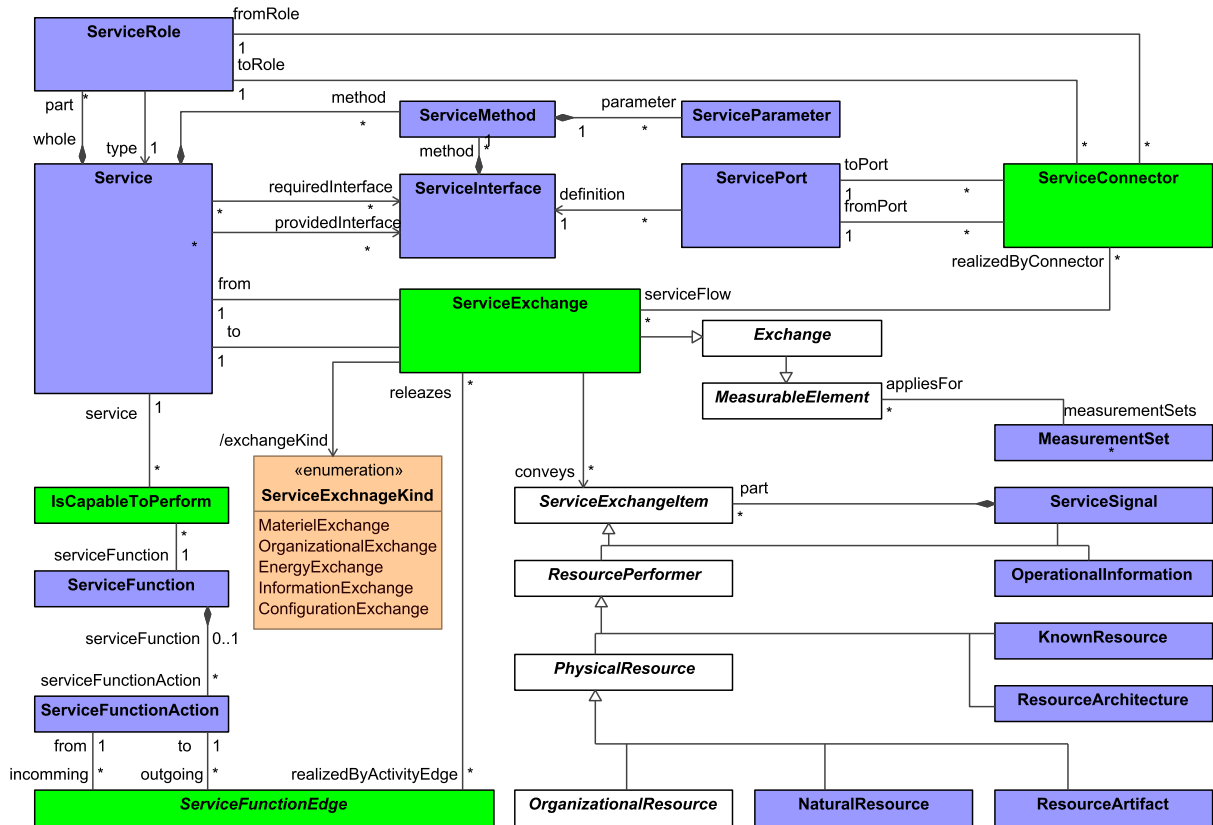 fromRole
ServiceRole
1
toRole
1
part
*
method
ServiceMethod
parameter
ServiceParameter
*
1
*
whole
type
1
method
1
*
*
*
Service
requiredInterface
ServiceInterface
definition
ServicePort
toPort
ServiceConnector
*
*
1
*
providedInterface
1
*
fromPort
*
*
1
*
realizedByConnector
*
from
ServiceExchange
serviceFlow
1
*
to
Exchange
1
releazes
*
MeasurableElement
appliesFor
*
measurementSets
service
1
/exchangeKind
MeasurementSet
*
*
«enumeration»
conveys
*
IsCapableToPerform
ServiceExchnageKind
ServiceExchangeItem
part
ServiceSignal
*
MaterielExchange
*
OrganizationalExchange
serviceFunction
1
EnergyExchange
ResourcePerformer
OperationalInformation
ServiceFunction
InformationExchange
ConfigurationExchange
serviceFunction
0..1
KnownResource
PhysicalResource
serviceFunctionAction
*
ServiceFunctionAction
ResourceArchitecture
from
1
to
1
incomming
*
outgoing
*
realizedByActivityEdge
*
ServiceFunctionEdge
OrganizationalResource
NaturalResource
ResourceArtifact